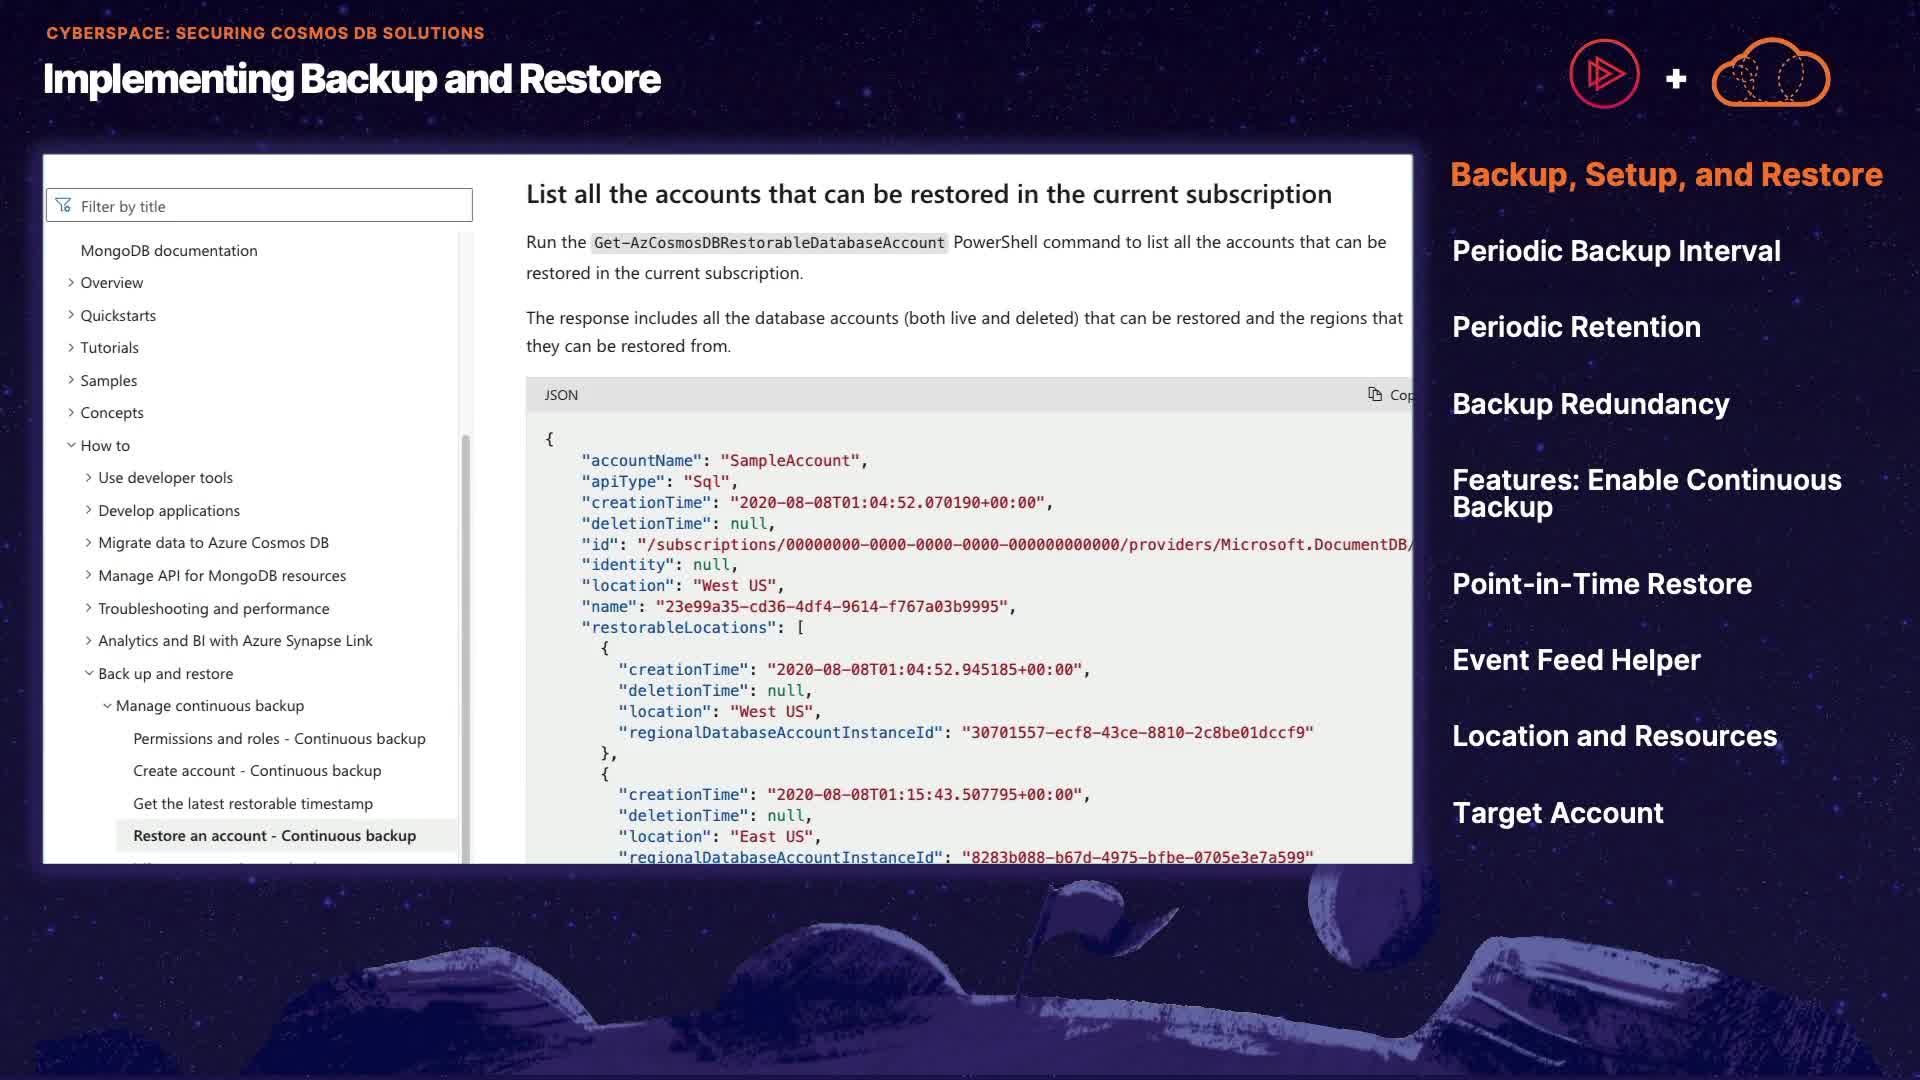 CYBERSPACE: SECURING COSMOS DB SOLUTIONS
Implementing Backup and Restore
+
Filter by title
MongoDB documentation
Overview
Quickstarts
Tutorials
Samples
Concepts
How to
Use developer tools
Develop applications
Migrate data to Azure Cosmos DB
Manage API for MongoDB resources
Troubleshooting and performance
Analytics and BI with Azure Synapse Link
Back up and restore
Manage continuous backup
Permissions and roles - Continuous backup
Create account - Continuous backup
Get the latest restorable timestamp
Restore an account - Continuous backup
List all the accounts that can be restored in the current subscription
Run the Get-AzCosmosDBRestorableDatabaseAccount PowerShell command to list all the accounts that can be
restored in the current subscription.
The response includes all the database accounts (both live and deleted) that can be restored and the regions that
they can be restored from.
JSON
Cop
{
"accountName": "SampleAccount",
"apiType": "Sql",
"creationTime": "2020-08-08T01:04:52.070190+00:00",
"deletionTime": null,
"id": "/subscriptions/00000000-0000-0000-0000-000000000000/providers/Microsoft.DocumentDB/
"identity": null,
"location": "West US",
"name": "23e99a35-cd36-4df4-9614-f767a03b9995",
"restorableLocations": [
{
"creationTime": "2020-08-08T01:04:52.945185+00:00",
"deletionTime": null,
"location": "West US",
"regionalDatabaseAccountInstanceId": "30701557-ecf8-43ce-8810-2c8be01dccf9"
},
{
"creationTime": "2020-08-08T01:15:43.507795+00:00",
"deletionTime": null,
"location": "East US",
"regionalDatabaseAccountInstanceId": "8283b088-b67d-4975-bfbe-0705e3e7a599"
Backup, Setup, and Restore
Periodic Backup Interval
Periodic Retention
Backup Redundancy
Features: Enable Continuous
Backup
Point-in-Time Restore
Event Feed Helper
Location and Resources
Target Account